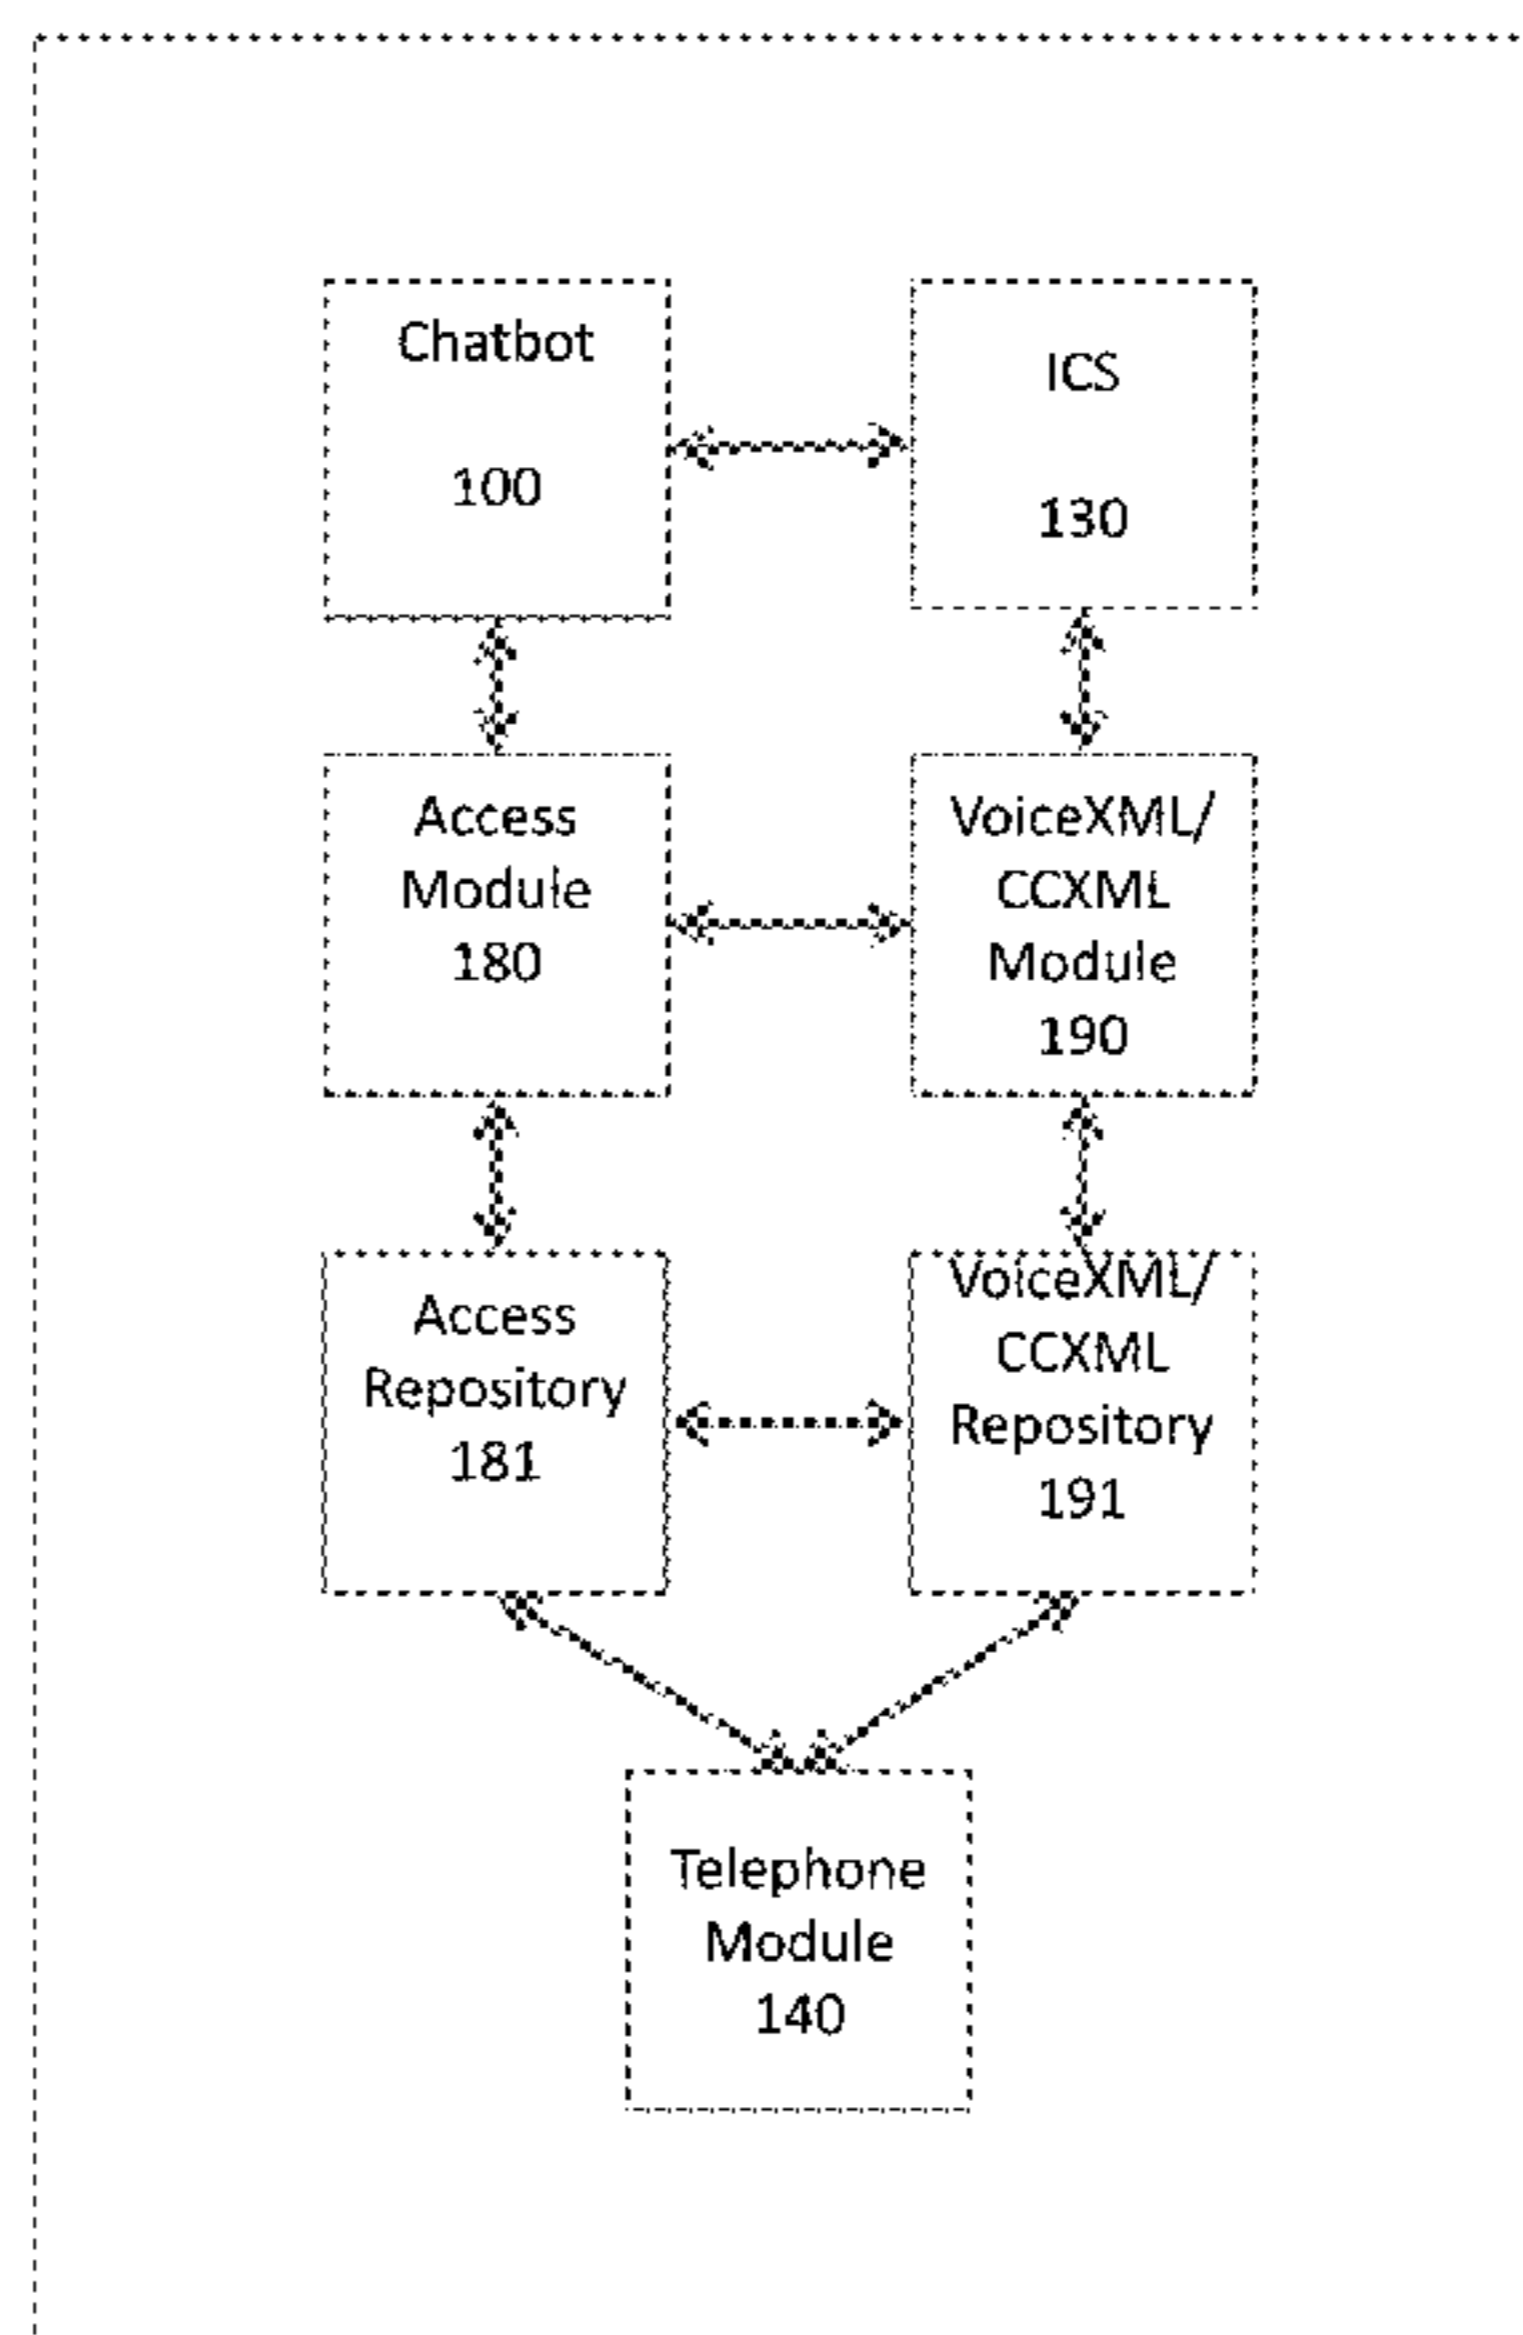 Chatbot
100
ICS
130
Access
Module
180
VoiceXML/
CCXML
Module
190
Access
Repository
181
VoiceXML/
CCXML
Repository
191
Telephone
Module
140